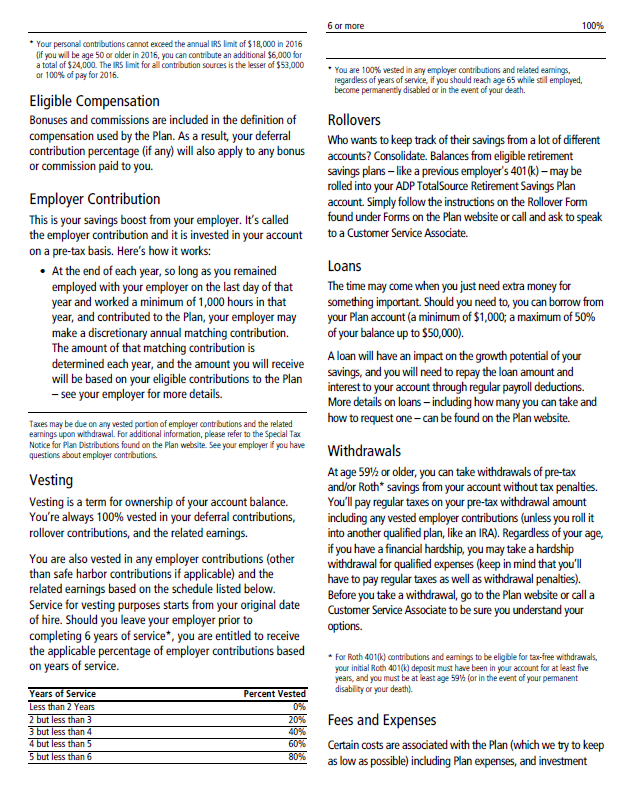 * Your personal contributions cannot exceed the annual IRS limit of $18,000 in 2016
(if you will be age 50 or older in 2016, you can contribute an additional $6,000 for
a total of $24,000. The IRS limit for all contribution sources is the lesser of $53,000
or 100% of pay for 2016.
Eligible Compensation
Bonuses and commissions are included in the definition of
compensation used by the Plan. As a result, your deferral
contribution percentage (if any) will also apply to any bonus
or commission paid to you.
Employer Contribution
This is your savings boost from your employer. It's called
the employer contribution and it is invested in your account
on a pre-tax basis. Here's how it works:
• At the end of each year, so long as you remained
employed with your employer on the last day of that
year and worked a minimum of 1,000 hours in that
year, and contributed to the Plan, your employer may
make a discretionary annual matching contribution.
The amount of that matching contribution is
determined each year, and the amount you will receive
will be based on your eligible contributions to the Plan
– see your employer for more details.
Taxes may be due on any vested portion of employer contributions and the related
earnings upon withdrawal. For additional information, please refer to the Special Tax
Notice for Plan Distributions found on the Plan website. See your employer if you have
questions about employer contributions.
Vesting
Vesting is a term for ownership of your account balance.
You're always 100% vested in your deferral contributions,
rollover contributions, and the related earnings.
You are also vested in any employer contributions (other
than safe harbor contributions if applicable) and the
related earnings based on the schedule listed below.
Service for vesting purposes starts from your original date
of hire. Should you leave your employer prior to
completing 6 years of service*, you are entitled to receive
the applicable percentage of employer contributions based
on years of service.
Years of Service Percent Vested
Less than 2 Years 0%
2 but less than 3 20%
3 but less than 4 40%
4 but less than 5 60%
5 but less than 6 80%
6 or more 100%
* You are 100% vested in any employer contributions and related earnings,
regardless of years of service, if you should reach age 65 while still employed,
become permanently disabled or in the event of your death.
Rollovers
Who wants to keep track of their savings from a lot of different
accounts? Consolidate. Balances from eligible retirement
savings plans – like a previous employer's 401(k) – may be
rolled into your ADP TotalSource Retirement Savings Plan
account. Simply follow the instructions on the Rollover Form
found under Forms on the Plan website or call and ask to speak
to a Customer Service Associate.
Loans
The time may come when you just need extra money for
something important. Should you need to, you can borrow from
your Plan account (a minimum of $1,000; a maximum of 50%
of your balance up to $50,000).
A loan will have an impact on the growth potential of your
savings, and you will need to repay the loan amount and
interest to your account through regular payroll deductions.
More details on loans – including how many you can take and
how to request one – can be found on the Plan website.
Withdrawals
At age 59½ or older, you can take withdrawals of pre-tax
and/or Roth* savings from your account without tax penalties.
You'll pay regular taxes on your pre-tax withdrawal amount
including any vested employer contributions (unless you roll it
into another qualified plan, like an IRA). Regardless of your age,
if you have a financial hardship, you may take a hardship
withdrawal for qualified expenses (keep in mind that you'll
have to pay regular taxes as well as withdrawal penalties).
Before you take a withdrawal, go to the Plan website or call a
Customer Service Associate to be sure you understand your
options.
* For Roth 401(k) contributions and earnings to be eligible for tax-free withdrawals,
your initial Roth 401(k) deposit must have been in your account for at least five
years, and you must be at least age 59½ (or in the event of your permanent
disability or your death).
Fees and Expenses
Certain costs are associated with the Plan (which we try to keep
as low as possible) including Plan expenses, and investment